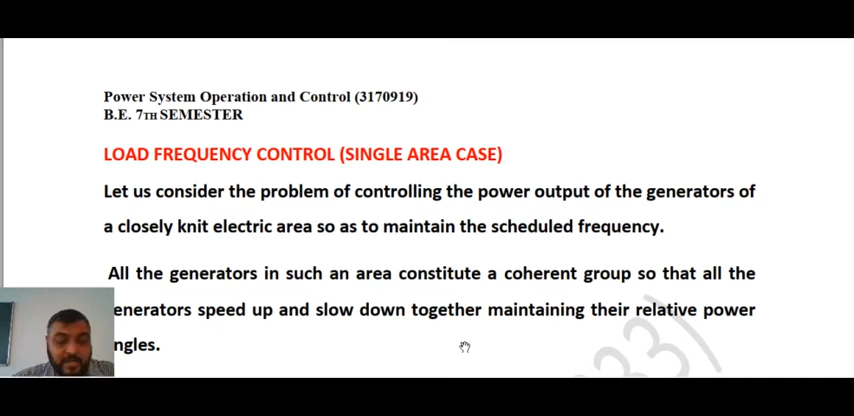 Power System Operation and Control (3170919)
B.E. 7TH SEMESTER
LOAD FREQUENCY CONTROL (SINGLE AREA CASE)
Let us consider the problem of controlling the power output of the generators of
a closely knit electric area so as to maintain the scheduled frequency.
All the generators in such an area constitute a coherent group so that all the
enerators speed up and slow down together maintaining their relative power
ngles.
33)